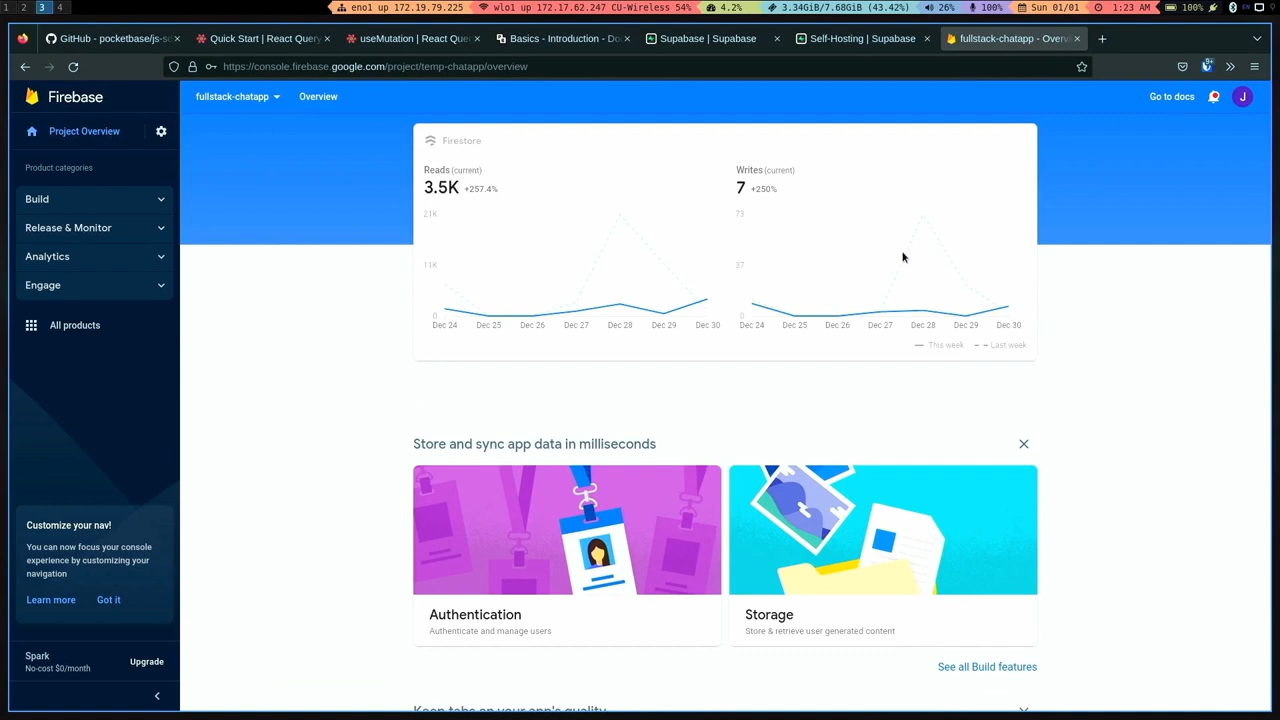 1 2 3 4
eno1 up 172.19.79.225 wlo1 up 172.17.62.247 CU-Wireless 54% 4.2% 3.34GiB/7.68GiB (43.42%) 26% 100% Sun 01/01 1:23 AM 100% EN
GitHub - pocketbase/js-s Quick Start | React Query Useful useMutation | React Que Basics - Introduction - Do Supabase | Supabase Self-Hosting | Supabase fullstack-chatapp - Overv
https://console.firebase.google.com/project/temp-chatapp/overview 9+
Firebase
fullstack-chatapp Overview Go to docs J
Project Overview
Product categories
Build
Release & Monitor
Analytics
Engage
All products
Customize your nav!
You can now focus your console
experience by customizing your
navigation
Learn more Got it
Spark
No-cost $0/month
Upgrade
Firestore
Reads (current)
3.5K +257.4%
21K
11K
0
Dec 24 Dec 25 Dec 26 Dec 27 Dec 28 Dec 29 Dec 30
Writes (current)
7 +250%
73
37
0
Dec 24 Dec 25 Dec 26 Dec 27 Dec 28 Dec 29 Dec 30
This week Last week
Store and sync app data in milliseconds
Authentication
Authenticate and manage users
Storage
Store & retrieve user generated content
See all Build features
Keep tabs on your app's quality